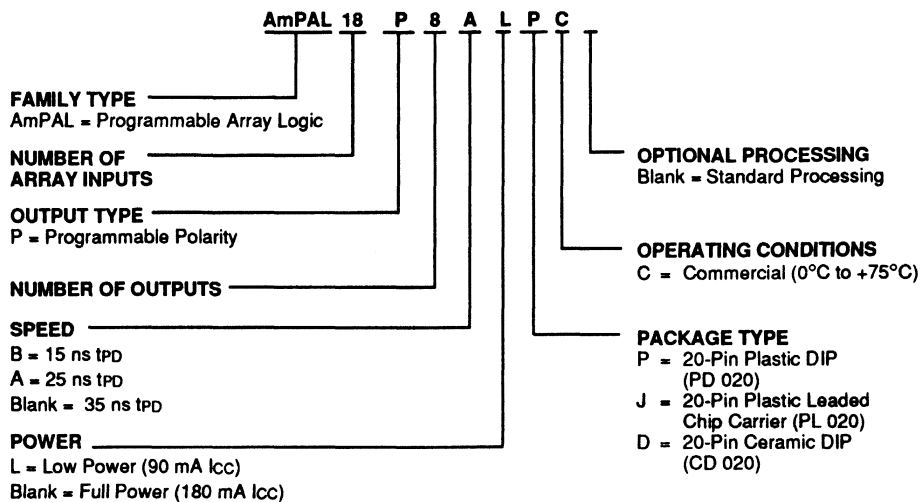 AmPAL 18 P 8 A L P C
FAMILY TYPE
AmPAL = Programmable Array Logic
NUMBER OF
ARRAY INPUTS
OUTPUT TYPE
P = Programmable Polarity
NUMBER OF OUTPUTS
SPEED
B = 15 ns tPD
A = 25 ns tPD
Blank = 35 ns tPD
POWER
L = Low Power (90 mA ICC)
Blank = Full Power (180 mA ICC)
OPTIONAL PROCESSING
Blank = Standard Processing
OPERATING CONDITIONS
C = Commercial (0°C to +75°C)
PACKAGE TYPE
P = 20-Pin Plastic DIP
(PD 020)
J = 20-Pin Plastic Leaded
Chip Carrier (PL 020)
D = 20-Pin Ceramic DIP
(CD 020)